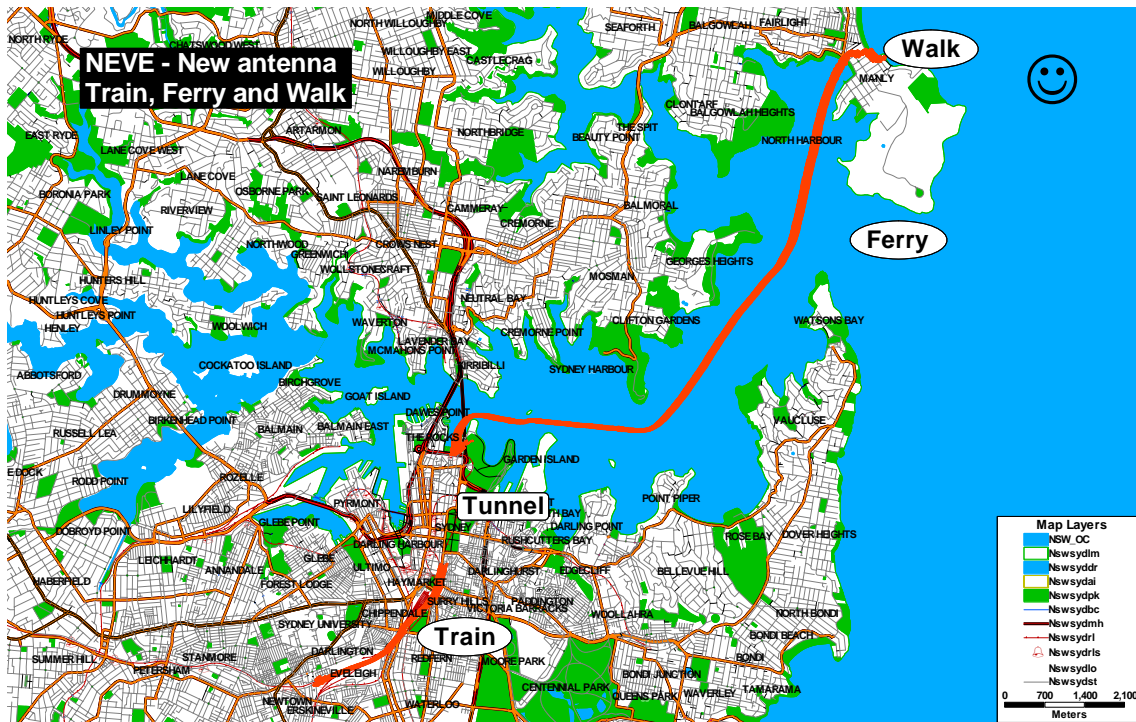 NEVE - New antenna
Train, Ferry and Walk
Walk
Ferry
Tunnel
Train
NORTH RYDE
CHATSWOOD WEST
NORTH WILLOUGHBY
MIDDLE COVE
WILLOUGHBY EAST
CASTLECRAG
WILLOUGHBY
SEAFORTH
BALGOWLAH
FAIRLIGHT
MANLY
EAST RYDE
LANE COVE WEST
ARTARMON
NORTHBRIDGE
BEAUTY POINT
THE SPIT
CLONTARF
BALGOWLAH HEIGHTS
NORTH HARBOUR
BORONIA PARK
LANE COVE
OSBORNE PARK
NAREMBURN
SAINT LEONARDS
RIVERVIEW
LINLEY POINT
CAMMERAY
CREMORNE
BALMORAL
NORTHWOOD
GREENWICH
CROWS NEST
WOLLSTONECRAFT
GEORGES HEIGHTS
MOSMAN
HUNTERS HILL
HUNTLEYS COVE
HUNTLEYS POINT
HENLEY
WOOLWICH
NEUTRAL BAY
WAVERTON
LAVENDER BAY
MCMAHONS POINT
CREMORNE POINT
CLIFTON GARDENS
WATSONS BAY
KIRRIBILLI
SYDNEY HARBOUR
COCKATOO ISLAND
ABBOTSFORD
DRUMMOYNE
BIRCHGROVE
GOAT ISLAND
BIRKENHEAD POINT
DAWES POINT
RUSSELL LEA
BALMAIN
BALMAIN EAST
THE ROCKS
VAUCLUSE
GARDEN ISLAND
E DOCK
RODD POINT
ROZELLE
LILYFIELD
PYRMONT
POINT PIPER
TH BAY
DARLING POINT
DOBROYD POINT
GLEBE POINT
SYDNEY
RUSHCUTTERS BAY
ROSE BAY
DOVER HEIGHTS
LEICHHARDT
GLEBE
DARLING HARBOUR
ANNANDALE
ULTIMO
DARLINGHURST
EDGECLIFF
BELLEVUE HILL
HABERFIELD
FOREST LODGE
HAYMARKET
SURRY HILLS
PADDINGTON
CHIPPENDALE
VICTORIA BARRACKS
WOOLLAHRA
NORTH BONDI
SYDNEY UNIVERSITY
BONDI BEACH
DARLINGTON
SUMMER HILL
STANMORE
PETERSHAM
REDFERN
MOORE PARK
BONDI
BONDI JUNCTION
EVELEIGH
CENTENNIAL PARK
QUEENS PARK
WAVERLEY
TAMARAMA
NEWTOWN
ERSKINEVILLE
WATERLOO
Map Layers
NSW_OC
Nswsydlm
Nswsyddr
Nswsydai
Nswsydpk
Nswsydbc
Nswsydmh
Nswsydrl
Nswsydrls
Nswsydlo
Nswsydst
0 700 1,400 2,100
Meters